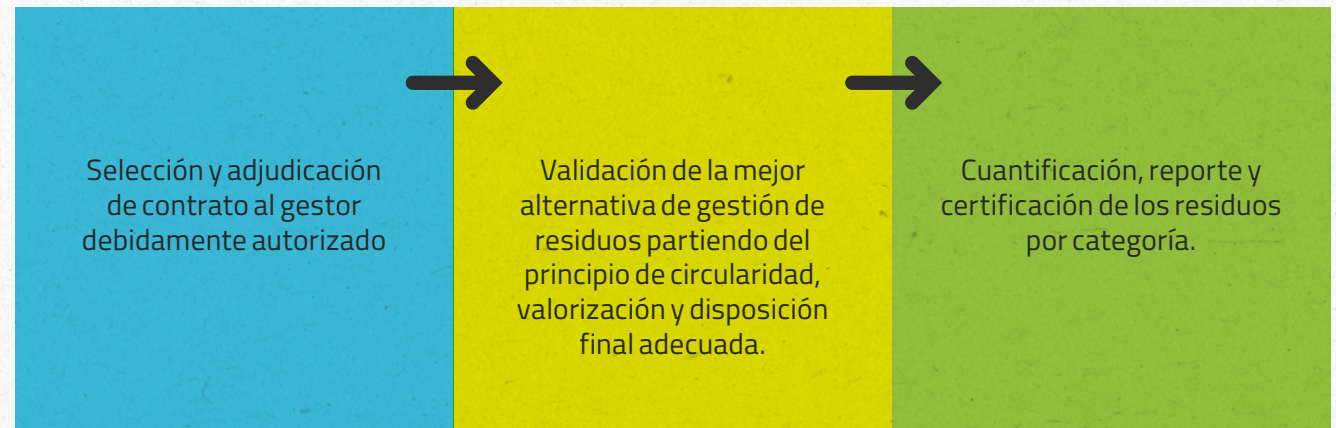 Selección y adjudicación
de contrato al gestor
debidamente autorizado
Validación de la mejor
alternativa de gestión de
residuos partiendo del
principio de circularidad,
valorización y disposición
final adecuada.
Cuantificación, reporte y
certificación de los residuos
por categoría.